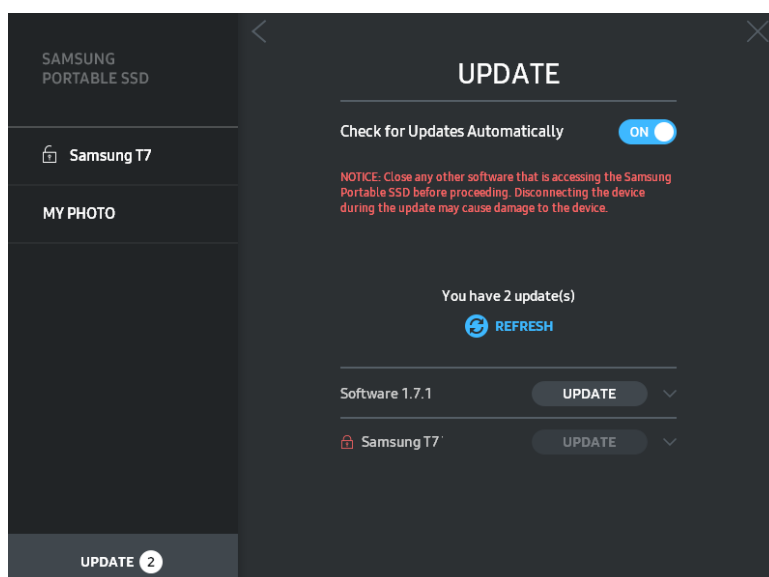 SAMSUNG
PORTABLE SSD
Samsung T7
MY PHOTO
UPDATE 2
UPDATE
Check for Updates Automatically ON
NOTICE: Close any other software that is accessing the Samsung
Portable SSD before proceeding. Disconnecting the device
during the update may cause damage to the device.
You have 2 update(s)
REFRESH
Software 1.7.1 UPDATE
Samsung T7 UPDATE